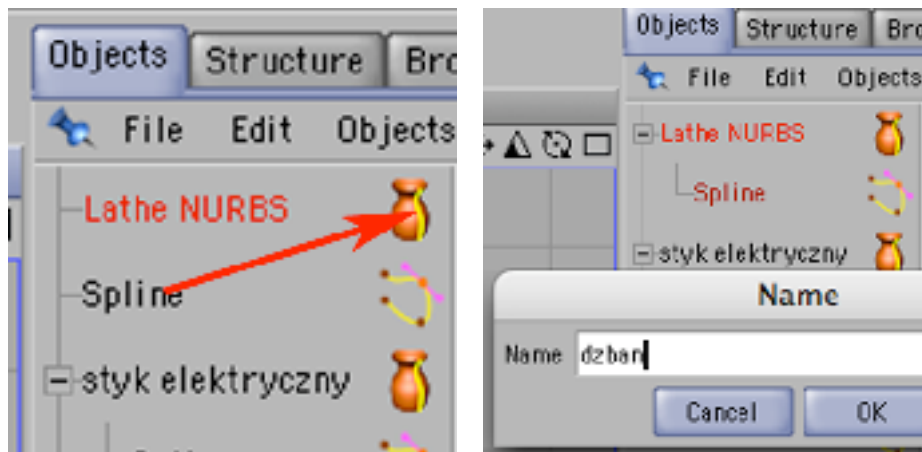 Objects Structure Bro
File Edit Objects
Lathe NURBS
Spline
styk elektryczny
Objects Structure Bro
File Edit Objects
Lathe NURBS
Spline
styk elektryczny
Name
Name dzban
Cancel OK